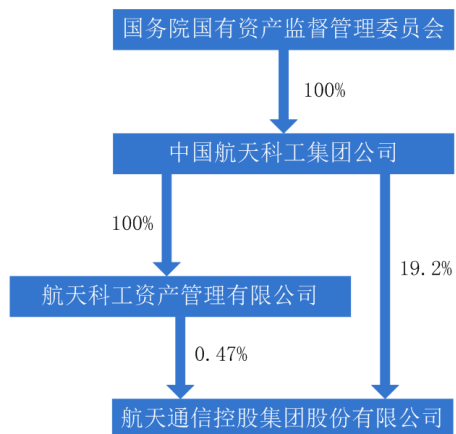 国务院国有资产监督管理委员会
100%
中国航天科工集团公司
100%
19.2%
航天科工资产管理有限公司
0.47%
航天通信控股集团股份有限公司